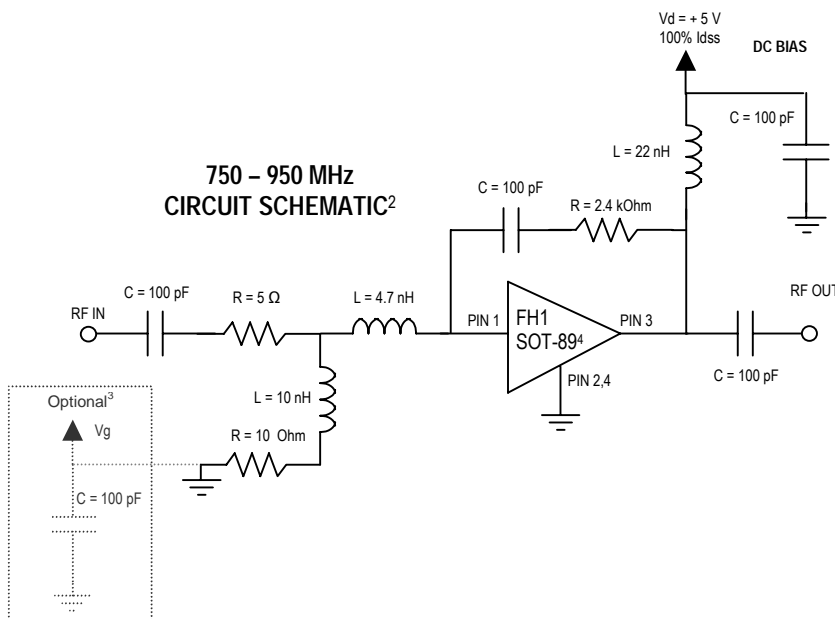 Vd = + 5 V
100% Idss
DC BIAS
C = 100 pF
L = 22 nH
750 – 950 MHz
CIRCUIT SCHEMATIC²
C = 100 pF
R = 2.4 kOhm
C = 100 pF
RF IN
R = 5 Ω
L = 4.7 nH
PIN 1
FH1
SOT-89⁴
PIN 3
RF OUT
PIN 2,4
C = 100 pF
L = 10 nH
R = 10 Ohm
Optional³
Vg
C = 100 pF